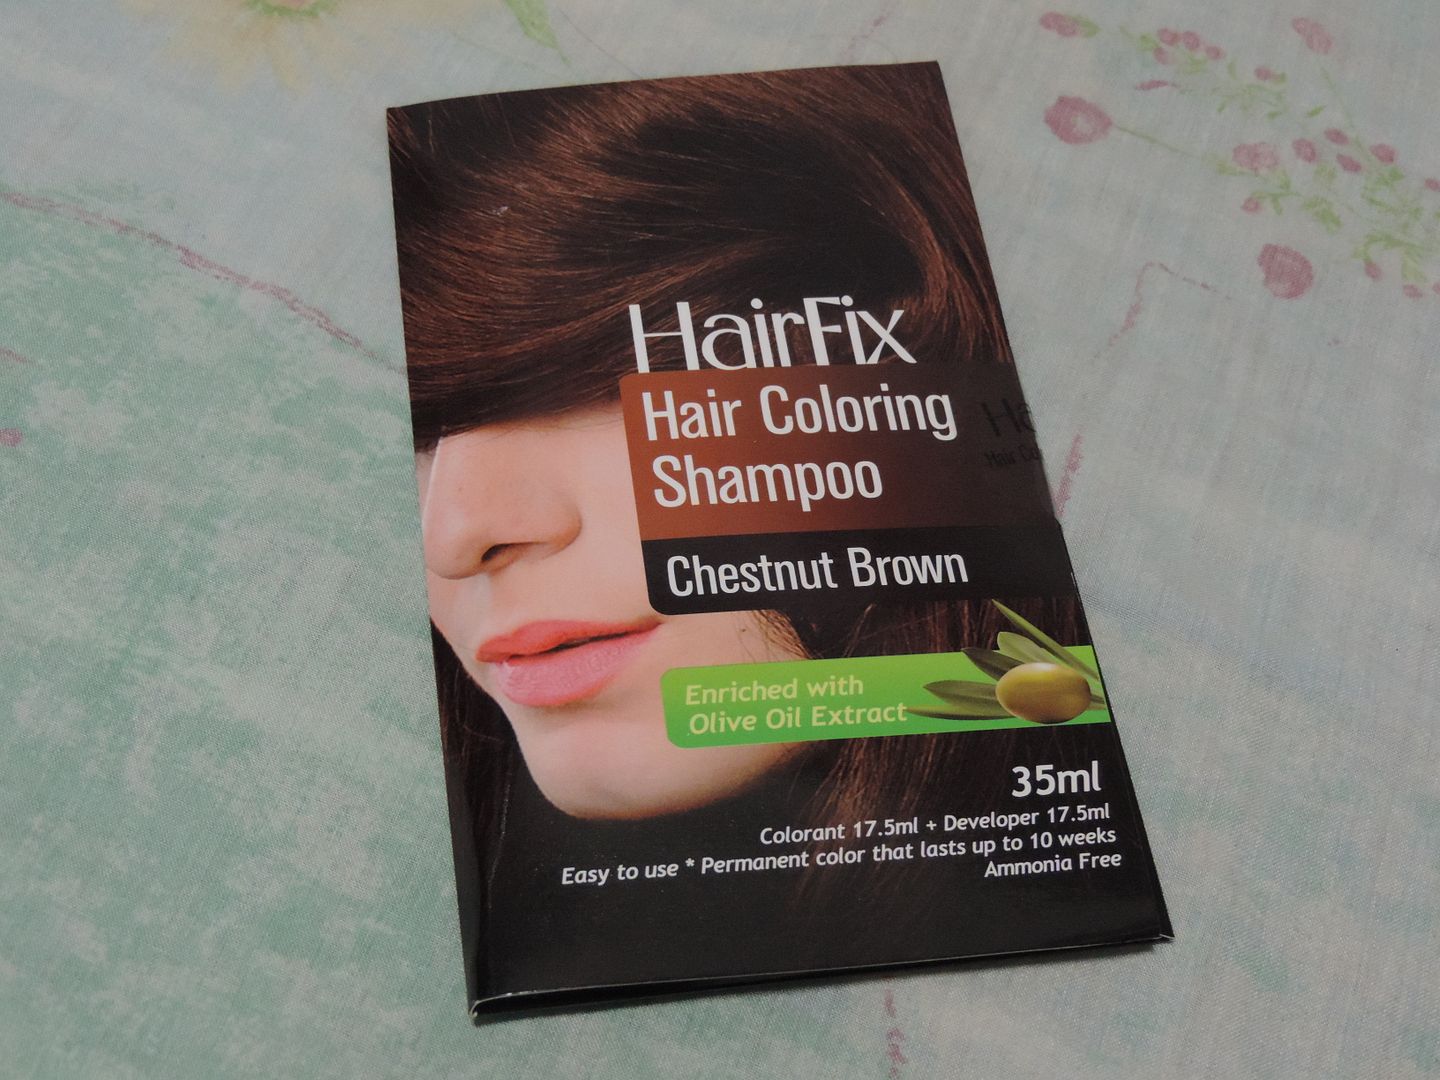 HairFix
Hair Coloring
Shampoo
Chestnut Brown
Enriched with
Olive Oil Extract
35ml
Colorant 17.5ml + Developer 17.5ml
Easy to use * Permanent color that lasts up to 10 weeks
Ammonia Free